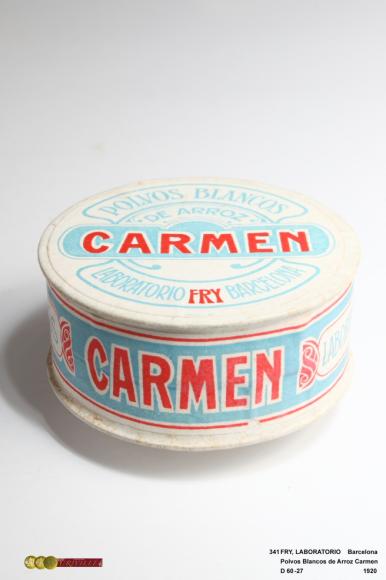 POLVOS BLANCOS
DE ARROZ
CARMEN
LABORATORIO FRY BARCELONA
CARMEN
LABOR
341 FRY, LABORATORIO Barcelona
Polvos Blancos de Arroz Carmen
D 60-27 1920